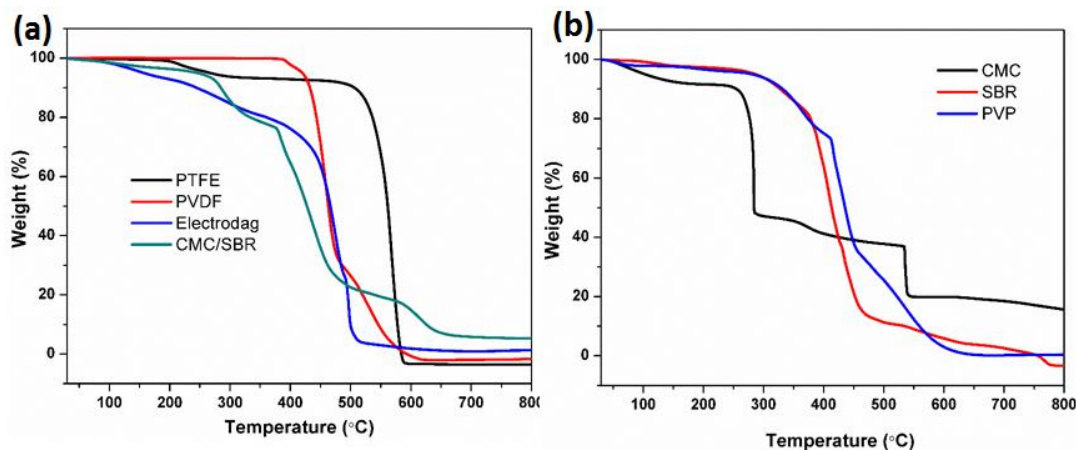 (a)
Weight (%)
100
80
60
40
20
0
PTFE
PVDF
Electrodag
CMC/SBR
100 200 300 400 500 600 700 800
Temperature (°C)
(b)
Weight (%)
100
80
60
40
20
0
CMC
SBR
PVP
100 200 300 400 500 600 700 800
Temperature (°C)